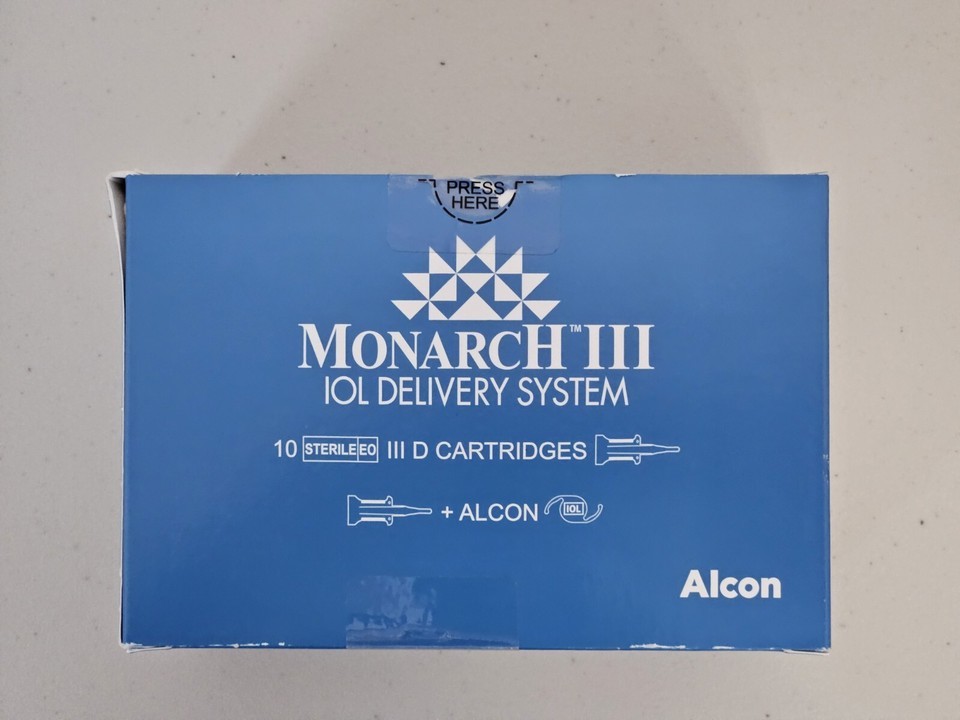 PRESS
HERE
MONARCH™ III
IOL DELIVERY SYSTEM
10 STERILE EO III D CARTRIDGES
+ ALCON IOL
Alcon